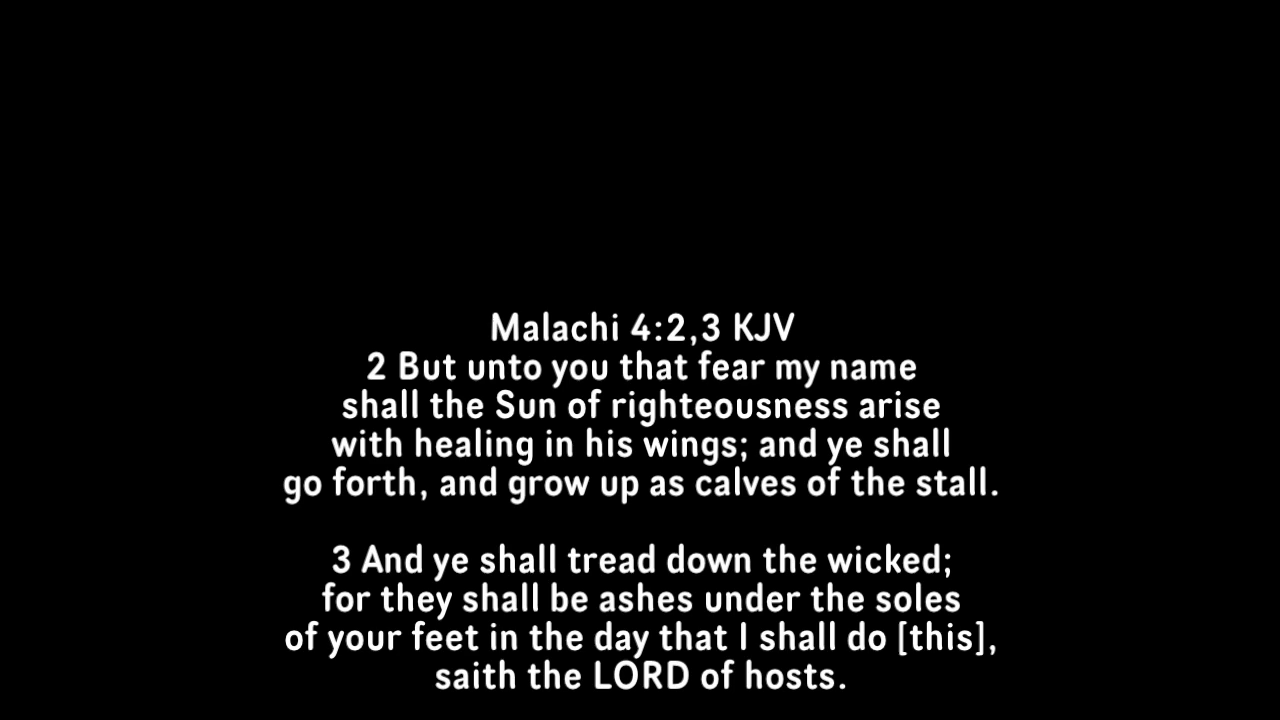 Malachi 4:2,3 KJV
2 But unto you that fear my name
shall the Sun of righteousness arise
with healing in his wings; and ye shall
go forth, and grow up as calves of the stall.
3 And ye shall tread down the wicked;
for they shall be ashes under the soles
of your feet in the day that I shall do [this],
saith the LORD of hosts.